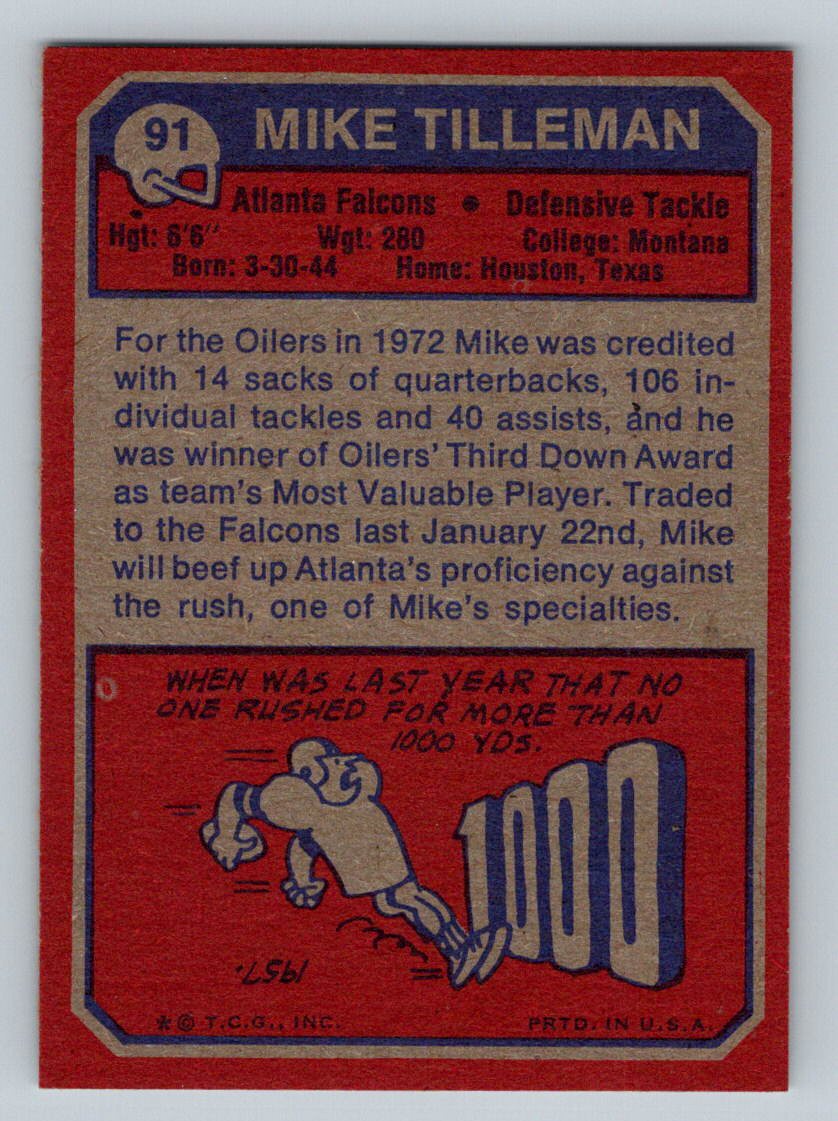 91
MIKE TILLEMAN
Atlanta Falcons • Defensive Tackle
Hgt: 6'6" Wgt: 280 College: Montana
Born: 3-30-44 Home: Houston, Texas
For the Oilers in 1972 Mike was credited
with 14 sacks of quarterbacks, 106 in-
dividual tackles and 40 assists, and he
was winner of Oilers' Third Down Award
as team's Most Valuable Player. Traded
to the Falcons last January 22nd, Mike
will beef up Atlanta's proficiency against
the rush, one of Mike's specialties.
WHEN WAS LAST YEAR THAT NO
ONE RUSHED FOR MORE THAN
1000 YDS.
1000
1957.
* © T.C.G., INC. PRTD. IN U.S.A.